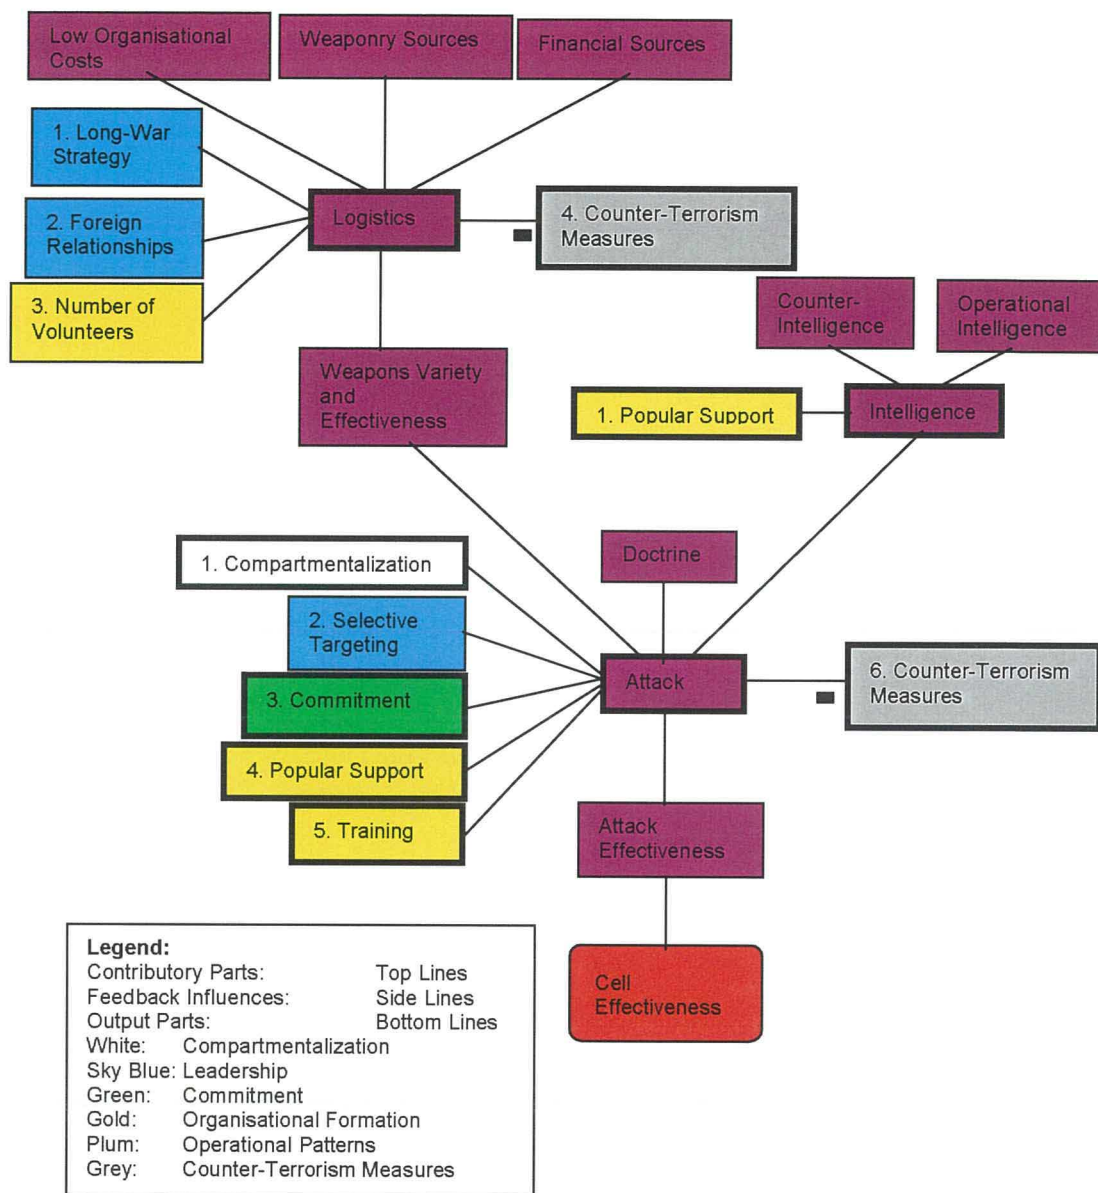 Low Organisational
Costs
Weaponry Sources
Financial Sources
1. Long-War
Strategy
2. Foreign
Relationships
3. Number of
Volunteers
Logistics
4. Counter-Terrorism
Measures
Counter-
Intelligence
Operational
Intelligence
Weapons Variety
and
Effectiveness
1. Popular Support
Intelligence
1. Compartmentalization
Doctrine
2. Selective
Targeting
3. Commitment
Attack
6. Counter-Terrorism
Measures
4. Popular Support
5. Training
Attack
Effectiveness
Cell
Effectiveness
Legend:
Contributory Parts: Top Lines
Feedback Influences: Side Lines
Output Parts: Bottom Lines
White: Compartmentalization
Sky Blue: Leadership
Green: Commitment
Gold: Organisational Formation
Plum: Operational Patterns
Grey: Counter-Terrorism Measures